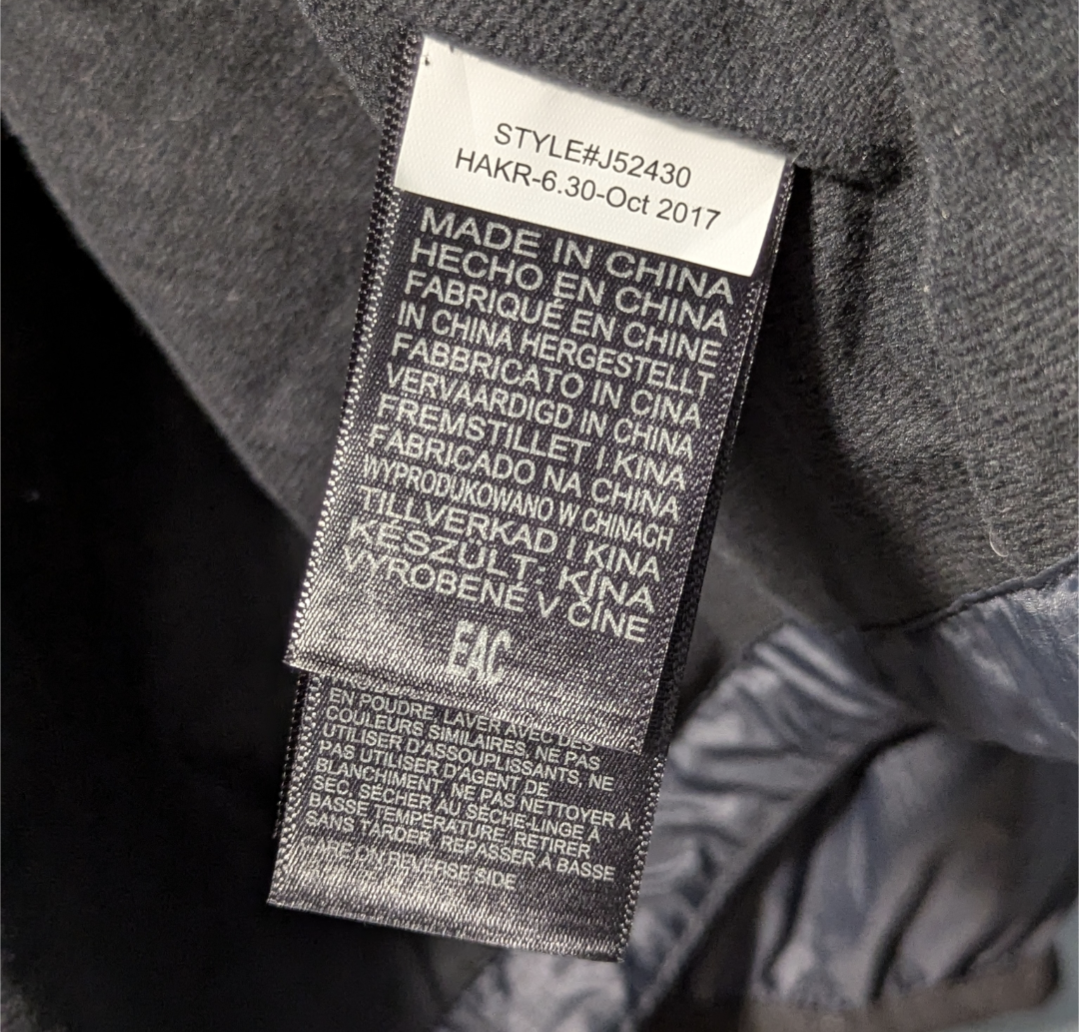 STYLE#J52430
HAKR-6.30-Oct 2017
MADE IN CHINA
HECHO EN CHINA
FABRIQUÉ EN CHINE
IN CHINA HERGESTELLT
FABBRICATO IN CINA
VERVAARDIGD IN CHINA
FREMSTILLET I KINA
FABRICADO NA CHINA
WYPRODUKOWANO W CHINACH
TILLVERKAD I KINA
KÉSZÜLT: KÍNA
VYROBENE V ČÍNE
EAC
EN POUDRE, LAVER AVEC DES
COULEURS SIMILAIRES, NE PAS
UTILISER D'ASSOUPLISSANTS, NE
PAS UTILISER D'AGENT DE
BLANCHIMENT, NE PAS NETTOYER À
SEC, SÉCHER AU SÈCHE-LINGE À
BASSE TEMPÉRATURE, RETIRER
SANS TARDER, REPASSER À BASSE
CARE ON REVERSE SIDE